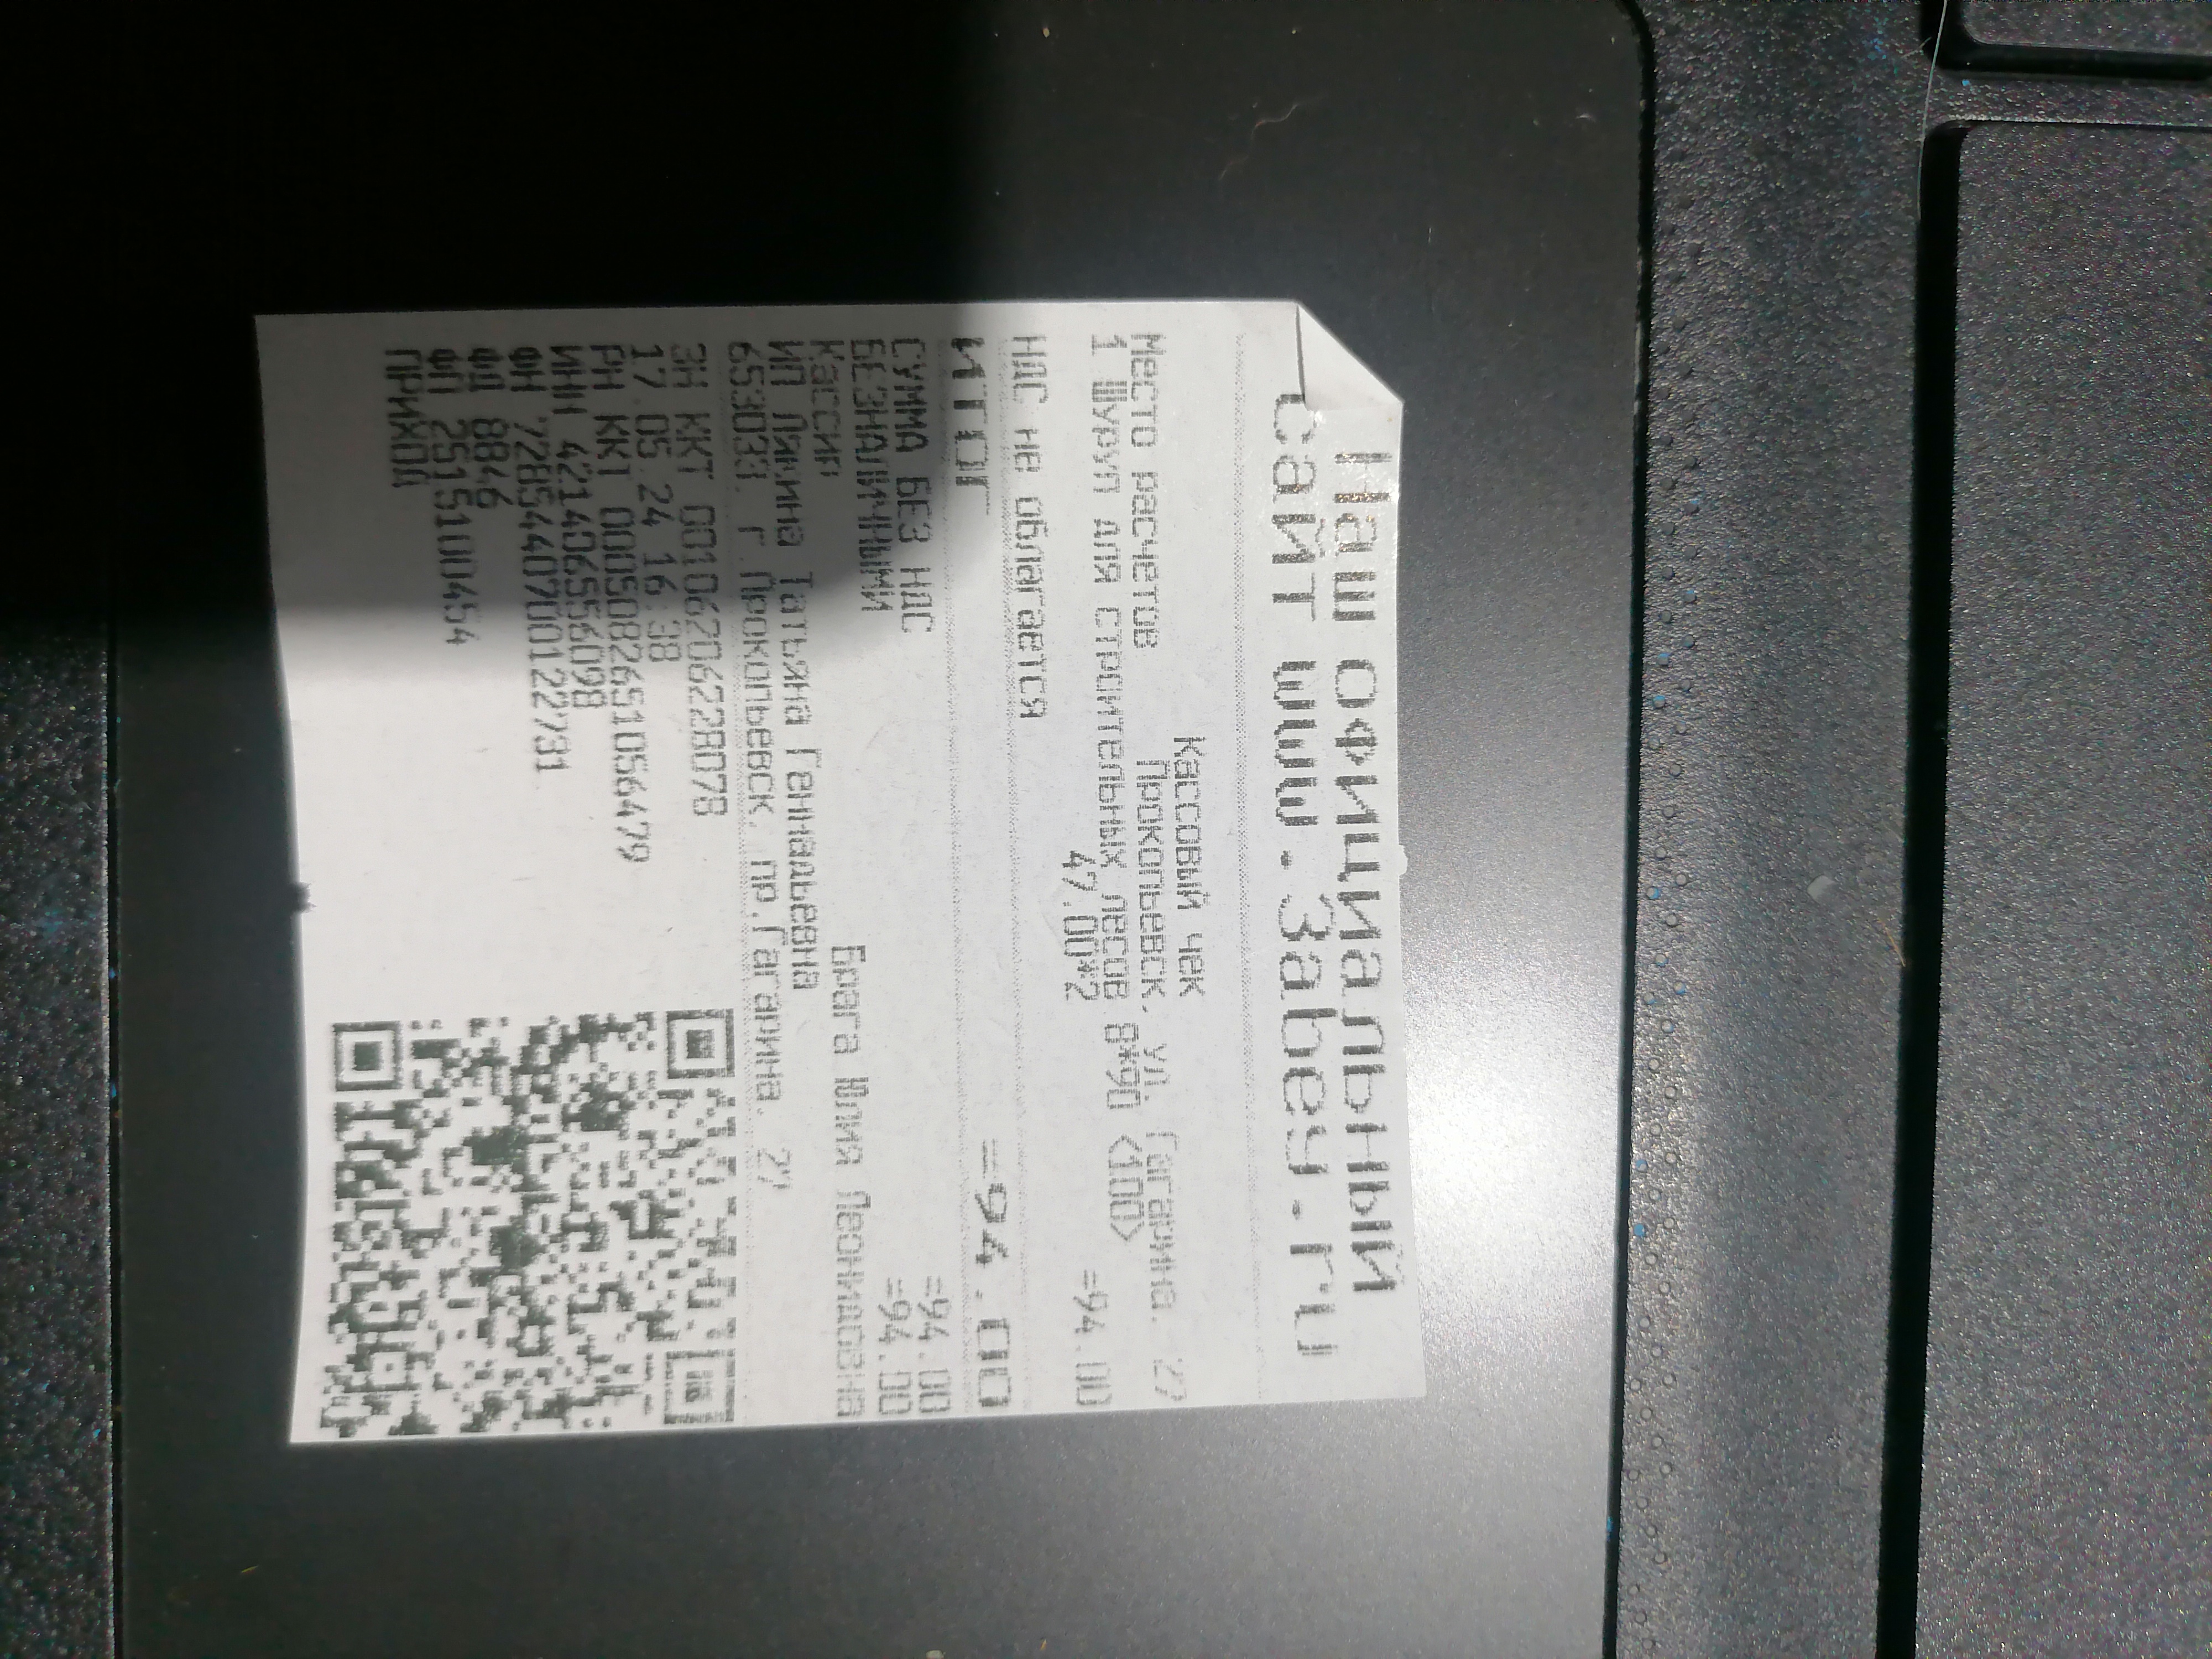 Наш официальный
сайт www.Забеу.ru
Кассовый чек
Место расчетов Прокопьевск, ул. Гагарина, 27
1 Шуруп для строительных лесов 8*90 (1ПО)
47.00*2 =94.00
НДС не облагается
ИТОГ =94.00
СУММА БЕЗ НДС =94.00
БЕЗНАЛИЧНЫМИ =94.00
Кассир Брага Юлия Леонидовна
ИП Лякина Татьяна Геннадьевна
653033, г. Прокопьевск, пр.Гагарина, 27
ЗН ККТ 00106206228078
17.05.24 16:38
РН ККТ 0005082651056479
ИНН 421406556098
ФН 7285440700122731
ФД 8846
ФП 2515100454
ПРИХОД